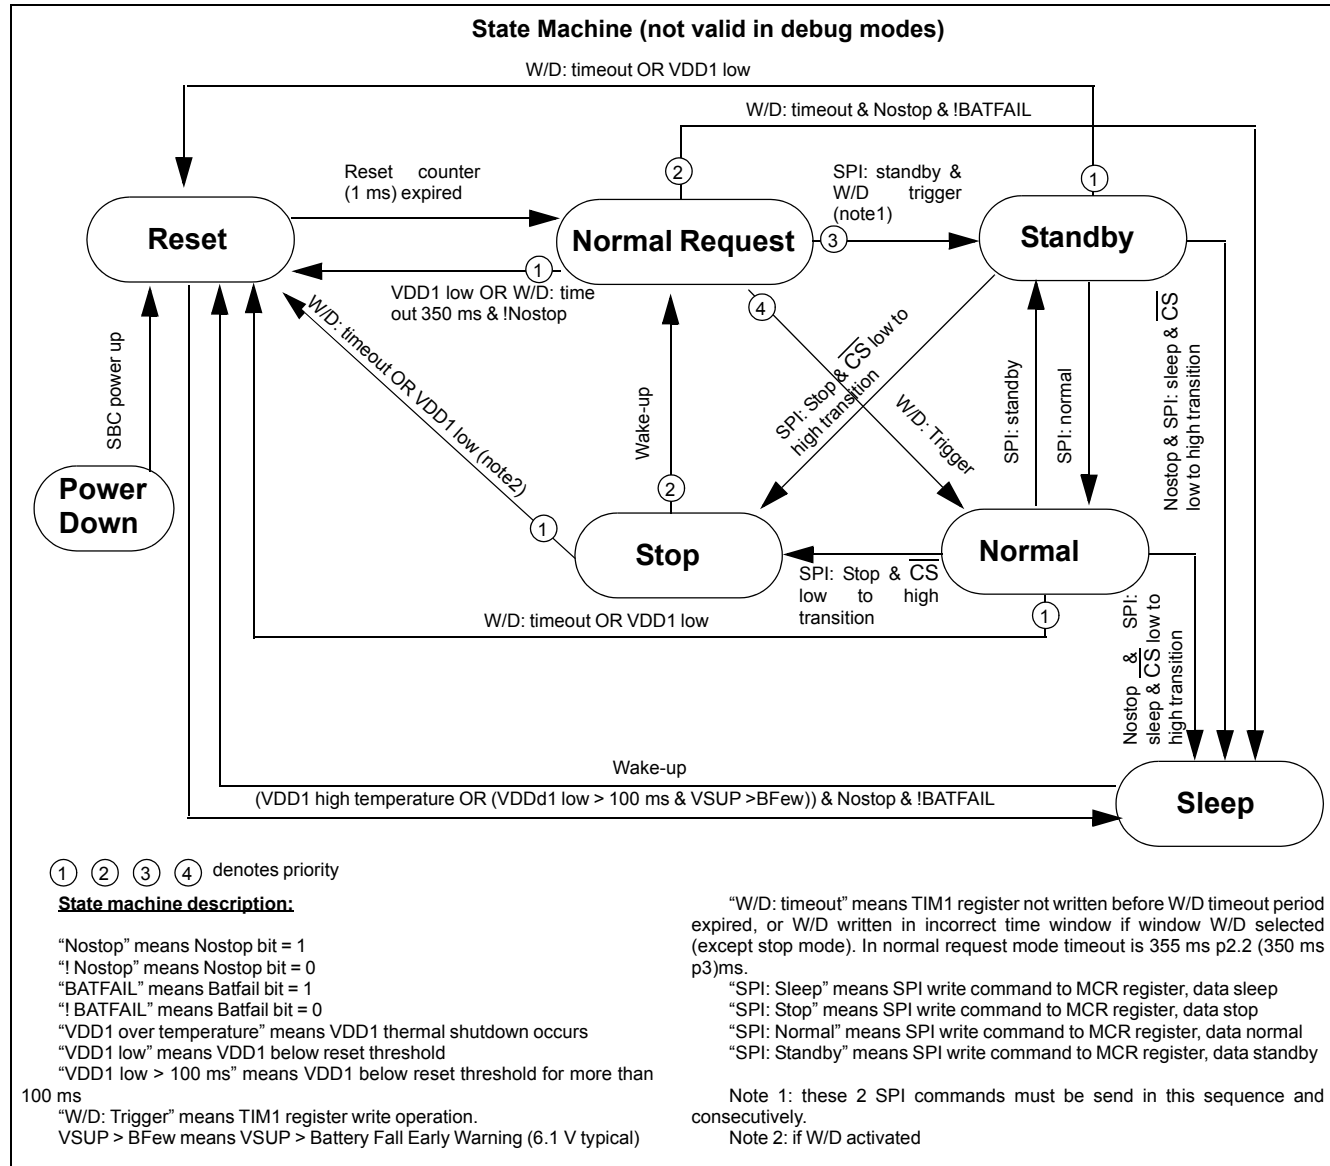 State Machine (not valid in debug modes)
W/D: timeout OR VDD1 low
W/D: timeout & Nostop & !BATFAIL
2
1
Reset counter
(1 ms) expired
SPI: standby &
W/D trigger
(note1)
Reset
Normal Request
3
Standby
1
VDD1 low OR W/D: time
out 350 ms & !Nostop
4
W/D: timeout OR VDD1 low (note2)
SPI: Stop & CS low to
high transition
W/D: Trigger
SBC power up
Wake-up
SPI: standby
SPI: normal
Nostop & SPI: sleep & CS
low to high transition
Power
Down
2
1
Stop
Normal
SPI: Stop & CS
low to high
transition
1
W/D: timeout OR VDD1 low
Nostop & SPI:
sleep & CS low to
high transition
Wake-up
(VDD1 high temperature OR (VDDd1 low > 100 ms & VSUP >BFew)) & Nostop & !BATFAIL
Sleep
1 2 3 4 denotes priority
State machine description:
“Nostop” means Nostop bit = 1
“! Nostop” means Nostop bit = 0
“BATFAIL” means Batfail bit = 1
“! BATFAIL” means Batfail bit = 0
“VDD1 over temperature” means VDD1 thermal shutdown occurs
“VDD1 low” means VDD1 below reset threshold
“VDD1 low > 100 ms” means VDD1 below reset threshold for more than
100 ms
“W/D: Trigger” means TIM1 register write operation.
VSUP > BFew means VSUP > Battery Fall Early Warning (6.1 V typical)
“W/D: timeout” means TIM1 register not written before W/D timeout period
expired, or W/D written in incorrect time window if window W/D selected
(except stop mode). In normal request mode timeout is 355 ms p2.2 (350 ms
p3)ms.
“SPI: Sleep” means SPI write command to MCR register, data sleep
“SPI: Stop” means SPI write command to MCR register, data stop
“SPI: Normal” means SPI write command to MCR register, data normal
“SPI: Standby” means SPI write command to MCR register, data standby
Note 1: these 2 SPI commands must be send in this sequence and
consecutively.
Note 2: if W/D activated